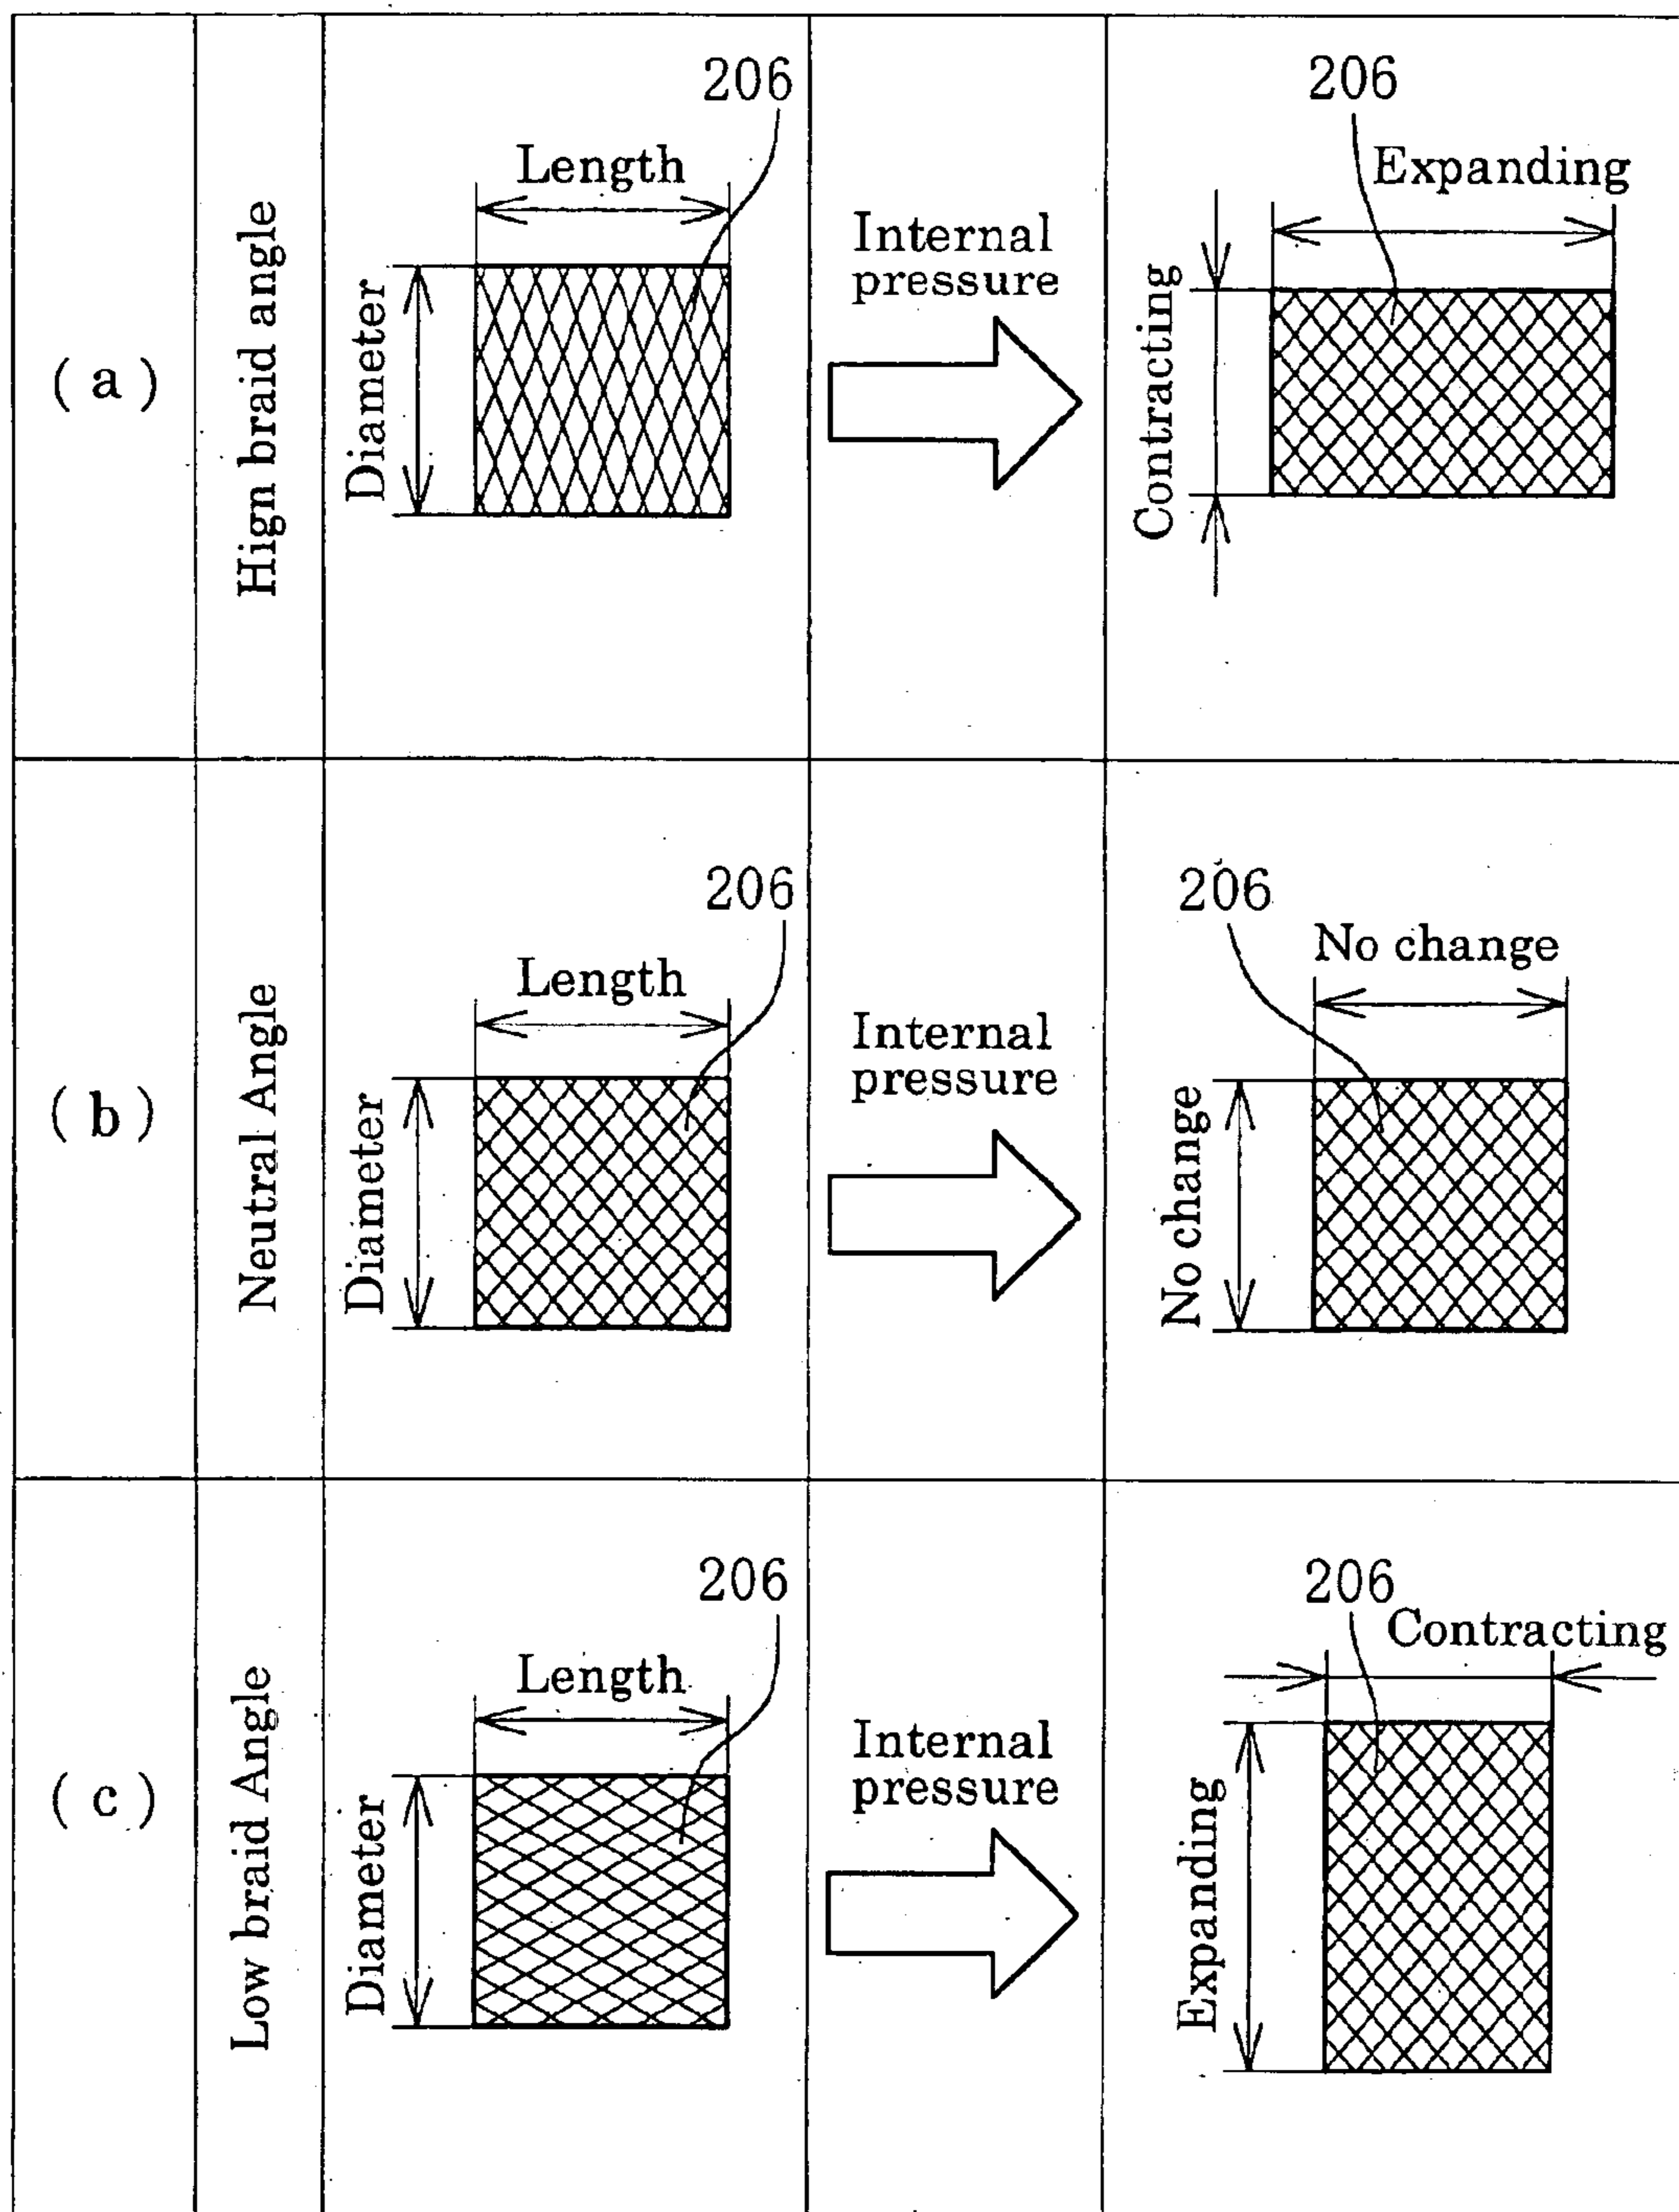 (a)
Hign braid angle
206
Length
Diameter
Internal
pressure
206
Expanding
Contracting
(b)
Neutral Angle
206
Length
Diameter
Internal
pressure
206
No change
No change
(c)
Low braid Angle
206
Length
Diameter
Internal
pressure
206
Contracting
Expanding